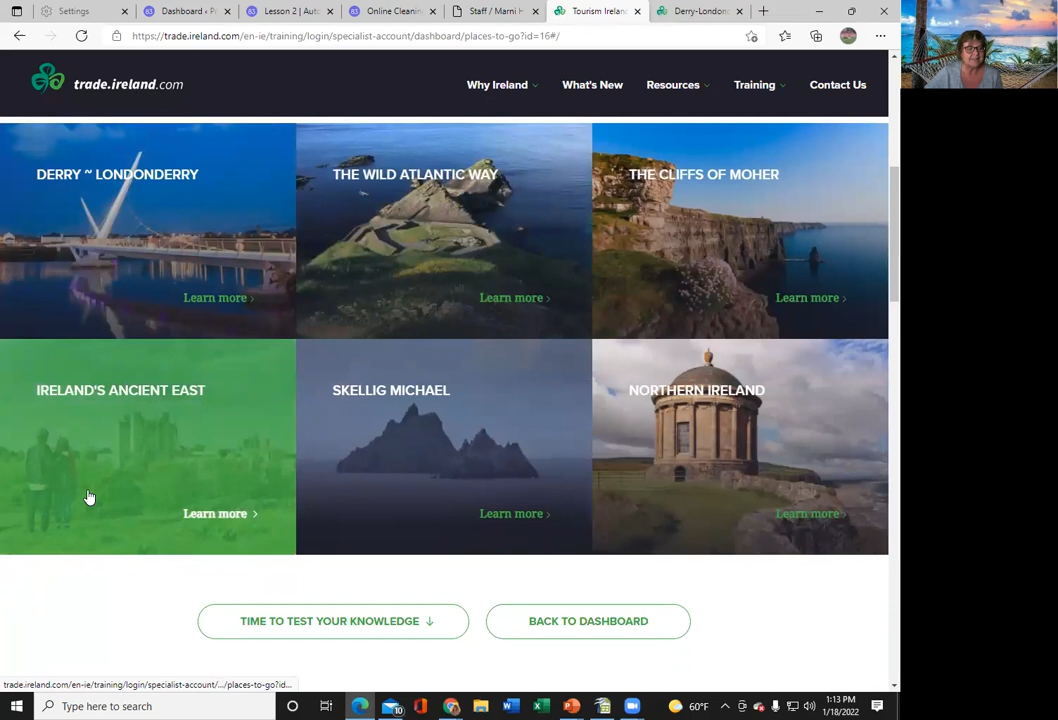 Settings
Dashboard ‹ P
Lesson 2 | Auto
Online Cleanin
Staff / Marni H
Tourism Irelan
Derry-London
https://trade.ireland.com/en-ie/training/login/specialist-account/dashboard/places-to-go?id=16#/
trade.ireland.com
Why Ireland
What's New
Resources
Training
Contact Us
DERRY ~ LONDONDERRY
THE WILD ATLANTIC WAY
THE CLIFFS OF MOHER
Learn more
Learn more
Learn more
IRELAND'S ANCIENT EAST
SKELLIG MICHAEL
NORTHERN IRELAND
Learn more
Learn more
Learn more
TIME TO TEST YOUR KNOWLEDGE
BACK TO DASHBOARD
trade.ireland.com/en-ie/training/login/specialist-account/.../places-to-go?id...
Type here to search
10
60°F
1:13 PM
1/18/2022